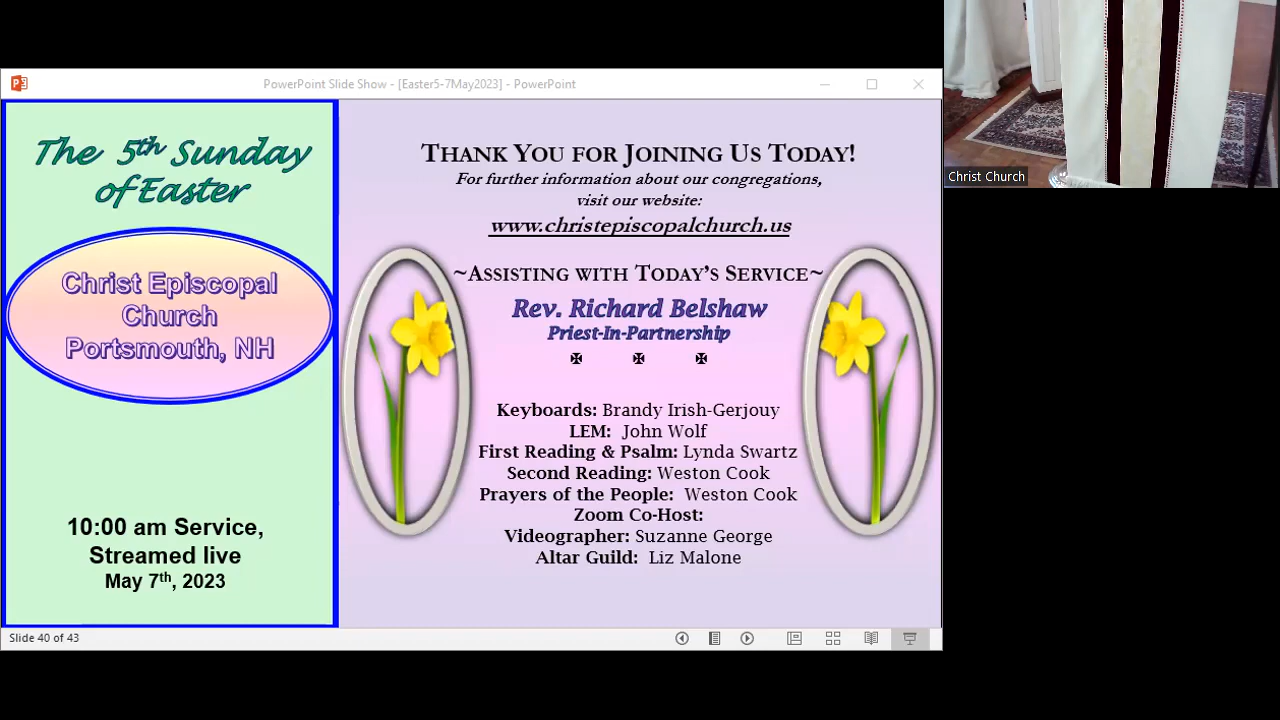 PowerPoint Slide Show - [Easter5-7May2023] - PowerPoint
The 5th Sunday
of Easter
Christ Episcopal
Church
Portsmouth, NH
10:00 am Service,
Streamed live
May 7th, 2023
THANK YOU FOR JOINING US TODAY!
For further information about our congregations,
visit our website:
www.christepiscopalchurch.us
~ASSISTING WITH TODAY'S SERVICE~
Rev. Richard Belshaw
Priest-In-Partnership
Keyboards: Brandy Irish-Gerjouy
LEM: John Wolf
First Reading & Psalm: Lynda Swartz
Second Reading: Weston Cook
Prayers of the People: Weston Cook
Zoom Co-Host:
Videographer: Suzanne George
Altar Guild: Liz Malone
Slide 40 of 43
Christ Church